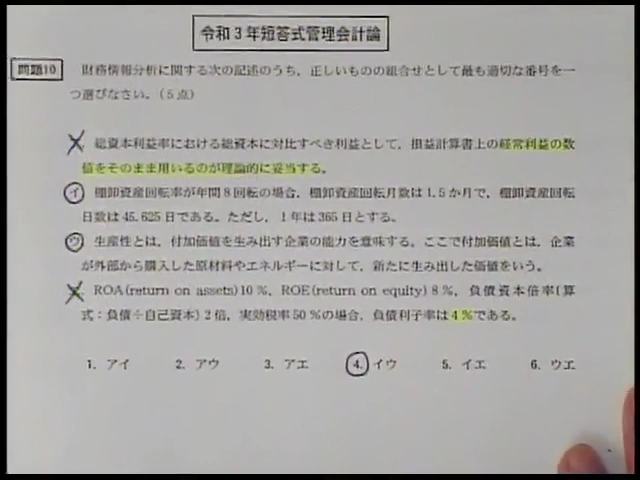 令和3年短答式管理会計論
問題10 財務情報分析に関する次の記述のうち，正しいものの組合せとして最も適切な番号を一
つ選びなさい。（5点）
総資本利益率における総資本に対比すべき利益として，損益計算書上の経常利益の数
値をそのまま用いるのが理論的に妥当する。
イ 棚卸資産回転率が年間8回転の場合，棚卸資産回転月数は1.5か月で，棚卸資産回転
日数は45.625日である。ただし，1年は365日とする。
ウ 生産性とは，付加価値を生み出す企業の能力を意味する。ここで付加価値とは，企業
が外部から購入した原材料やエネルギーに対して，新たに生み出した価値をいう。
ROA(return on assets)10％，ROE(return on equity)8％，負債資本倍率(算
式：負債÷自己資本)2倍，実効税率50％の場合，負債利子率は4％である。
1. アイ 2. アウ 3. アエ 4. イウ 5. イエ 6. ウエ